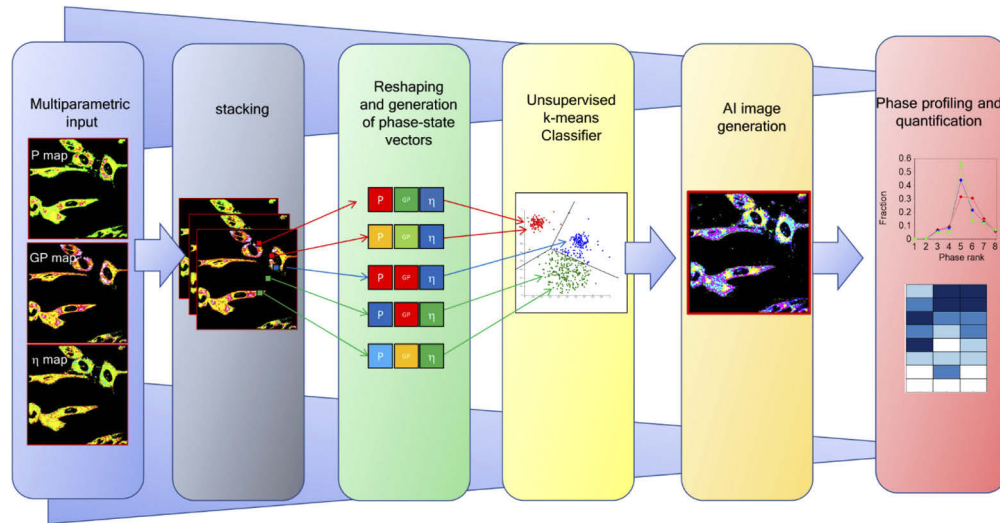 Multiparametric
input
P map
GP map
η map
stacking
Reshaping
and generation
of phase-state
vectors
P GP η
P GP η
P GP η
P GP η
P GP η
Unsupervised
k-means
Classifier
AI image
generation
Phase profiling and
quantification
0.6
0.5
0.4
0.3
0.2
0.1
0
Fraction
1 2 3 4 5 6 7 8
Phase rank